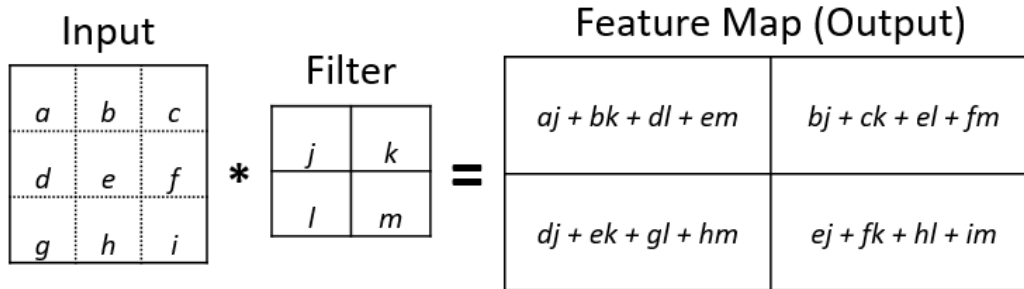 Input
Filter
Feature Map (Output)
a b c
d e f
g h i
*
j k
l m
=
aj + bk + dl + em
bj + ck + el + fm
dj + ek + gl + hm
ej + fk + hl + im